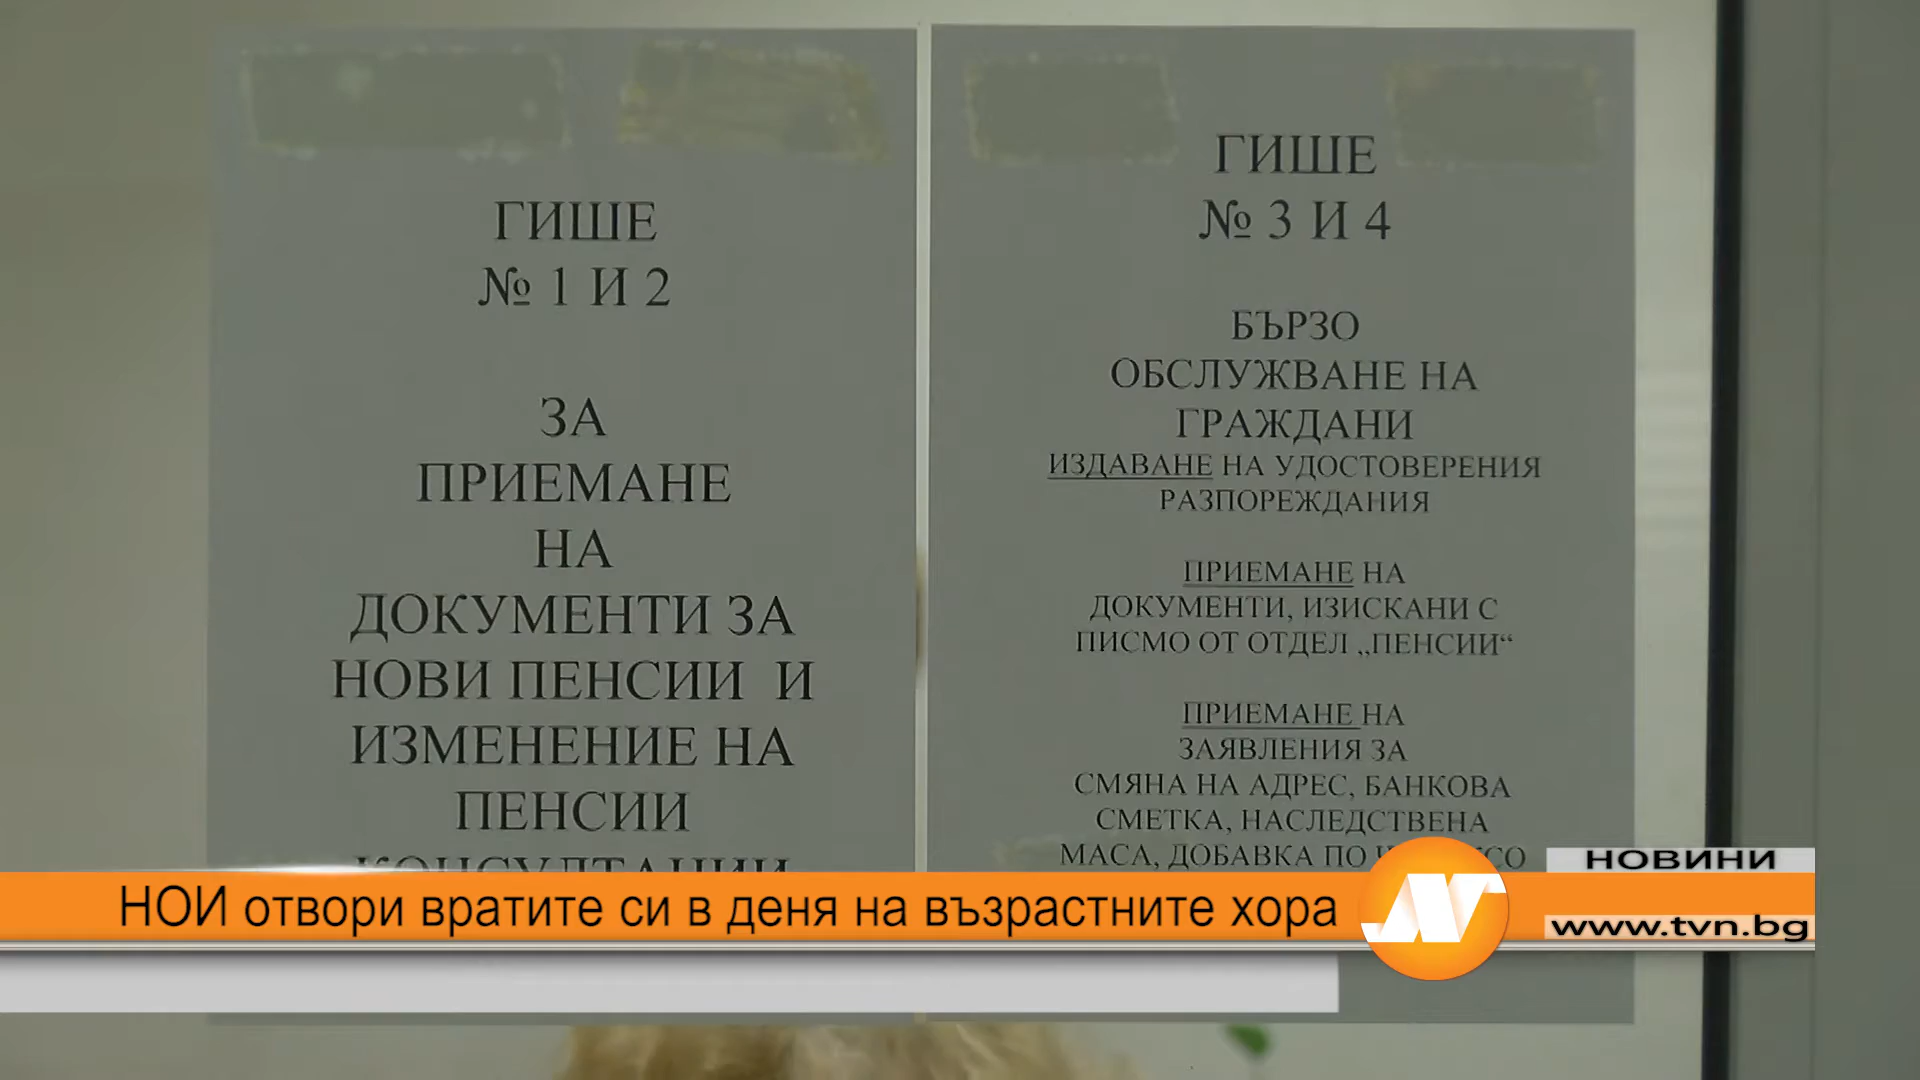 ГИШЕ
№ 1 И 2
ЗА
ПРИЕМАНЕ
НА
ДОКУМЕНТИ ЗА
НОВИ ПЕНСИИ И
ИЗМЕНЕНИЕ НА
ПЕНСИИ
КОНСУЛТАЦИИ
ГИШЕ
№ 3 И 4
БЪРЗО
ОБСЛУЖВАНЕ НА
ГРАЖДАНИ
ИЗДАВАНЕ НА УДОСТОВЕРЕНИЯ
РАЗПОРЕЖДАНИЯ
ПРИЕМАНЕ НА
ДОКУМЕНТИ, ИЗИСКАНИ С
ПИСМО ОТ ОТДЕЛ „ПЕНСИИ“
ПРИЕМАНЕ НА
ЗАЯВЛЕНИЯ ЗА
СМЯНА НА АДРЕС, БАНКОВА
СМЕТКА, НАСЛЕДСТВЕНА
МАСА, ДОБАВКА ПО
НОИ отвори вратите си в деня на възрастните хора
НОВИНИ
www.tvn.bg